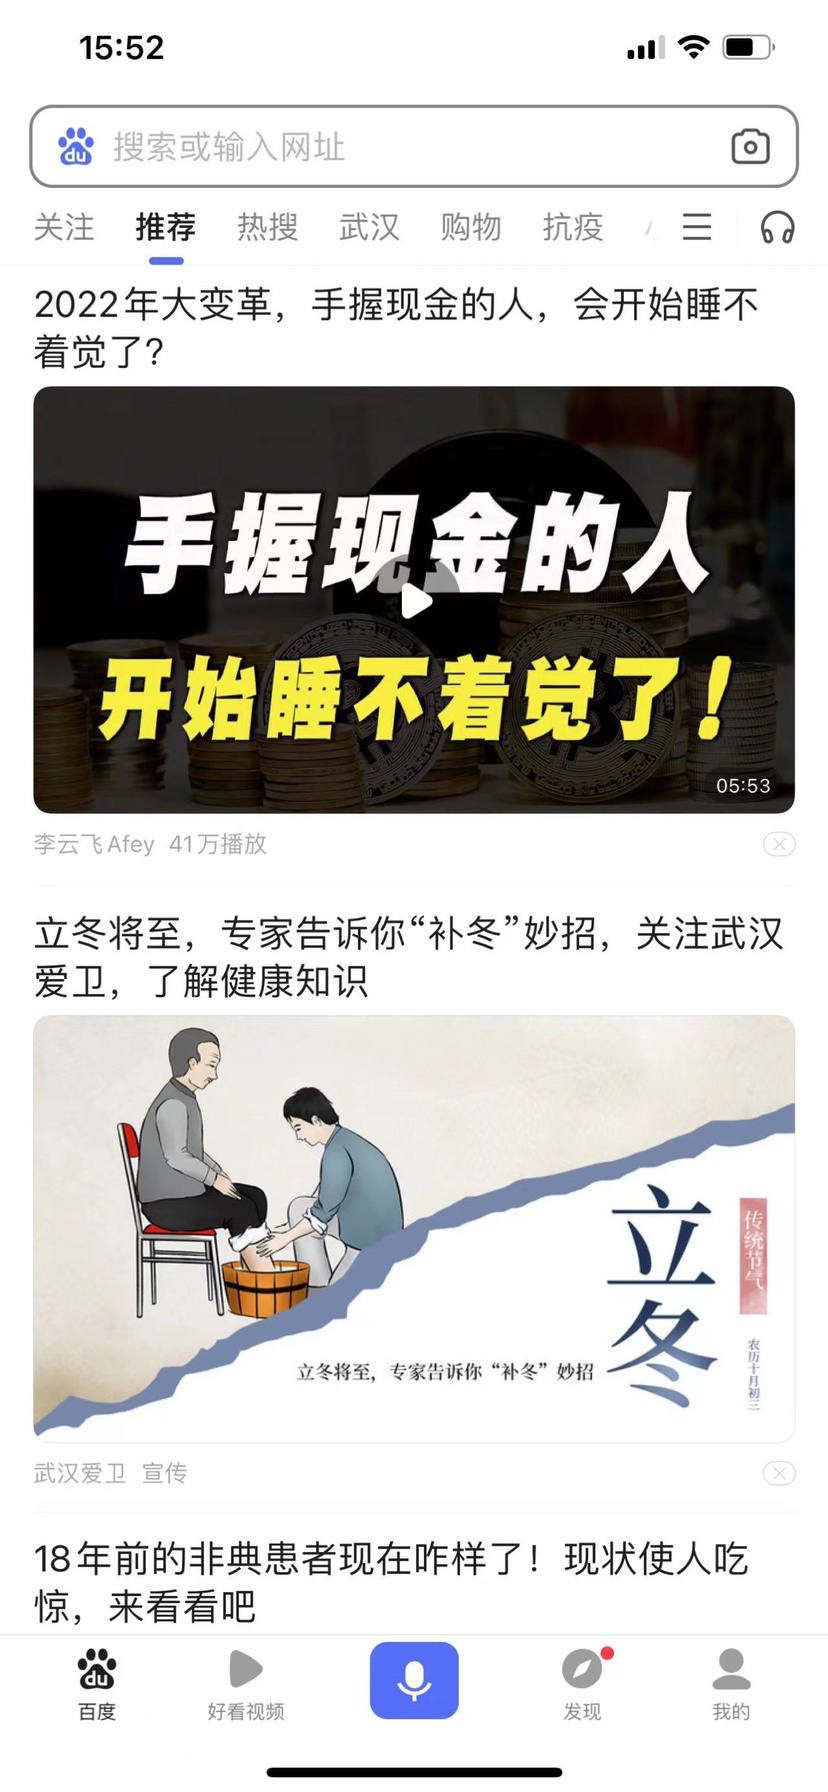 15:52
du 搜索或输入网址
关注 推荐 热搜 武汉 购物 抗疫
2022年大变革，手握现金的人，会开始睡不
着觉了？
手握现金的人
开始睡不着觉了！
05:53
李云飞Afey 41万播放
立冬将至，专家告诉你“补冬”妙招，关注武汉
爱卫，了解健康知识
立冬
传统节气
农历十月初三
立冬将至，专家告诉你“补冬”妙招
武汉爱卫 宣传
18年前的非典患者现在咋样了！现状使人吃
惊，来看看吧
du
百度 好看视频 发现 我的